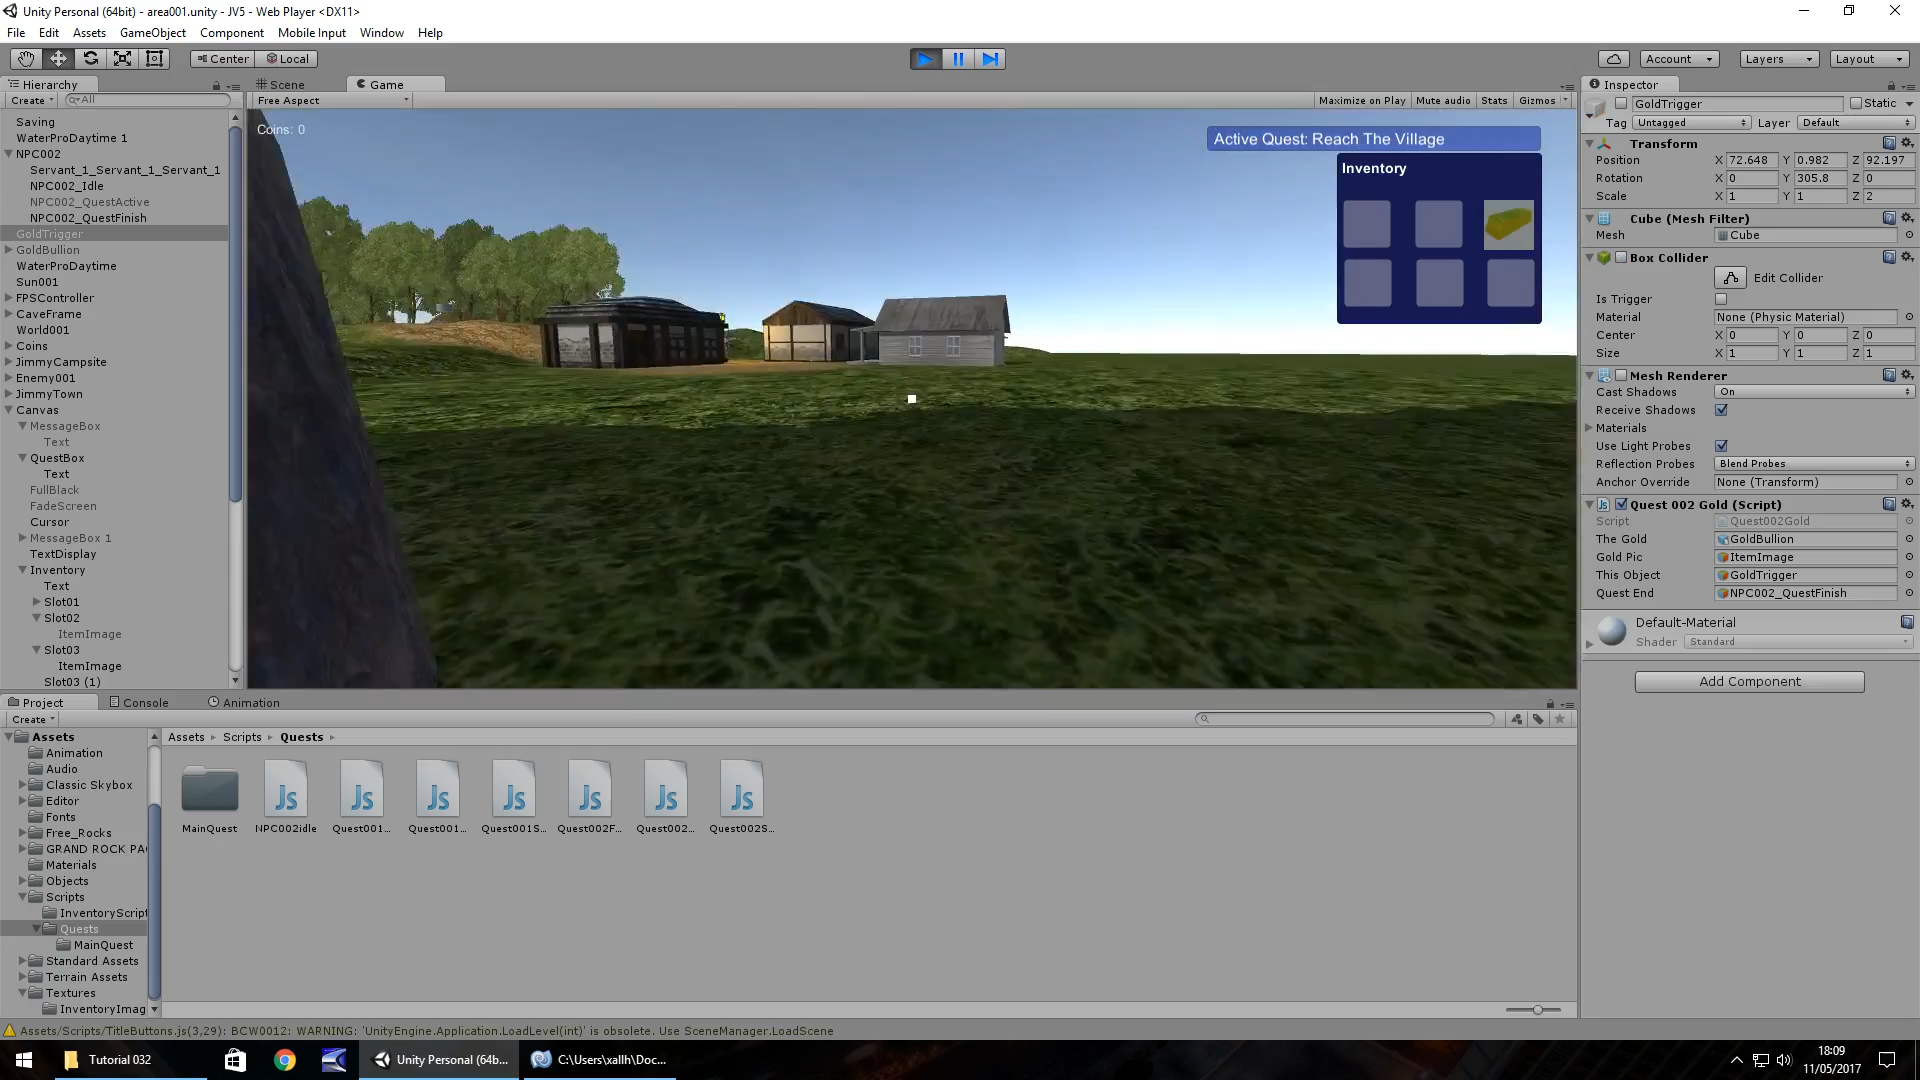 Unity Personal (64bit) - area001.unity - JV5 - Web Player <DX11>
File Edit Assets GameObject Component Mobile Input Window Help
Center Local Account Layers Layout
Hierarchy
Create All
Saving
WaterProDaytime 1
NPC002
Servant_1_Servant_1_Servant_1
NPC002_Idle
NPC002_QuestActive
NPC002_QuestFinish
GoldTrigger
GoldBullion
WaterProDaytime
Sun001
FPSController
CaveFrame
World001
Coins
JimmyCampsite
Enemy001
JimmyTown
Canvas
MessageBox
Text
QuestBox
Text
FullBlack
FadeScreen
Cursor
MessageBox 1
TextDisplay
Inventory
Text
Slot01
Slot02
ItemImage
Slot03
ItemImage
Slot03 (1)
Scene Game
Free Aspect Maximize on Play Mute audio Stats Gizmos
Coins: 0
Active Quest: Reach The Village
Inventory
Inspector
GoldTrigger Static
Tag Untagged Layer Default
Transform
Position X 72.648 Y 0.982 Z 92.197
Rotation X 0 Y 305.8 Z 0
Scale X 1 Y 1 Z 2
Cube (Mesh Filter)
Mesh Cube
Box Collider
Edit Collider
Is Trigger
Material None (Physic Material)
Center X 0 Y 0 Z 0
Size X 1 Y 1 Z 1
Mesh Renderer
Cast Shadows On
Receive Shadows
Materials
Use Light Probes
Reflection Probes Blend Probes
Anchor Override None (Transform)
Quest 002 Gold (Script)
Script Quest002Gold
The Gold GoldBullion
Gold Pic ItemImage
This Object GoldTrigger
Quest End NPC002_QuestFinish
Default-Material
Shader Standard
Add Component
Project Console Animation
Create
Assets
Animation
Audio
Classic Skybox
Editor
Fonts
Free_Rocks
GRAND ROCK PA
Materials
Objects
Scripts
InventoryScript
Quests
MainQuest
Standard Assets
Terrain Assets
Textures
InventoryImag
Assets Scripts Quests
Js Js Js Js Js Js Js
MainQuest NPC002idle Quest001... Quest001... Quest001S... Quest002F... Quest002... Quest002S...
Assets/Scripts/TitleButtons.js(3,29): BCW0012: WARNING: 'UnityEngine.Application.LoadLevel(int)' is obsolete. Use SceneManager.LoadScene
Tutorial 032 Unity Personal (64b... C:\Users\xallh\Doc...
18:09
11/05/2017